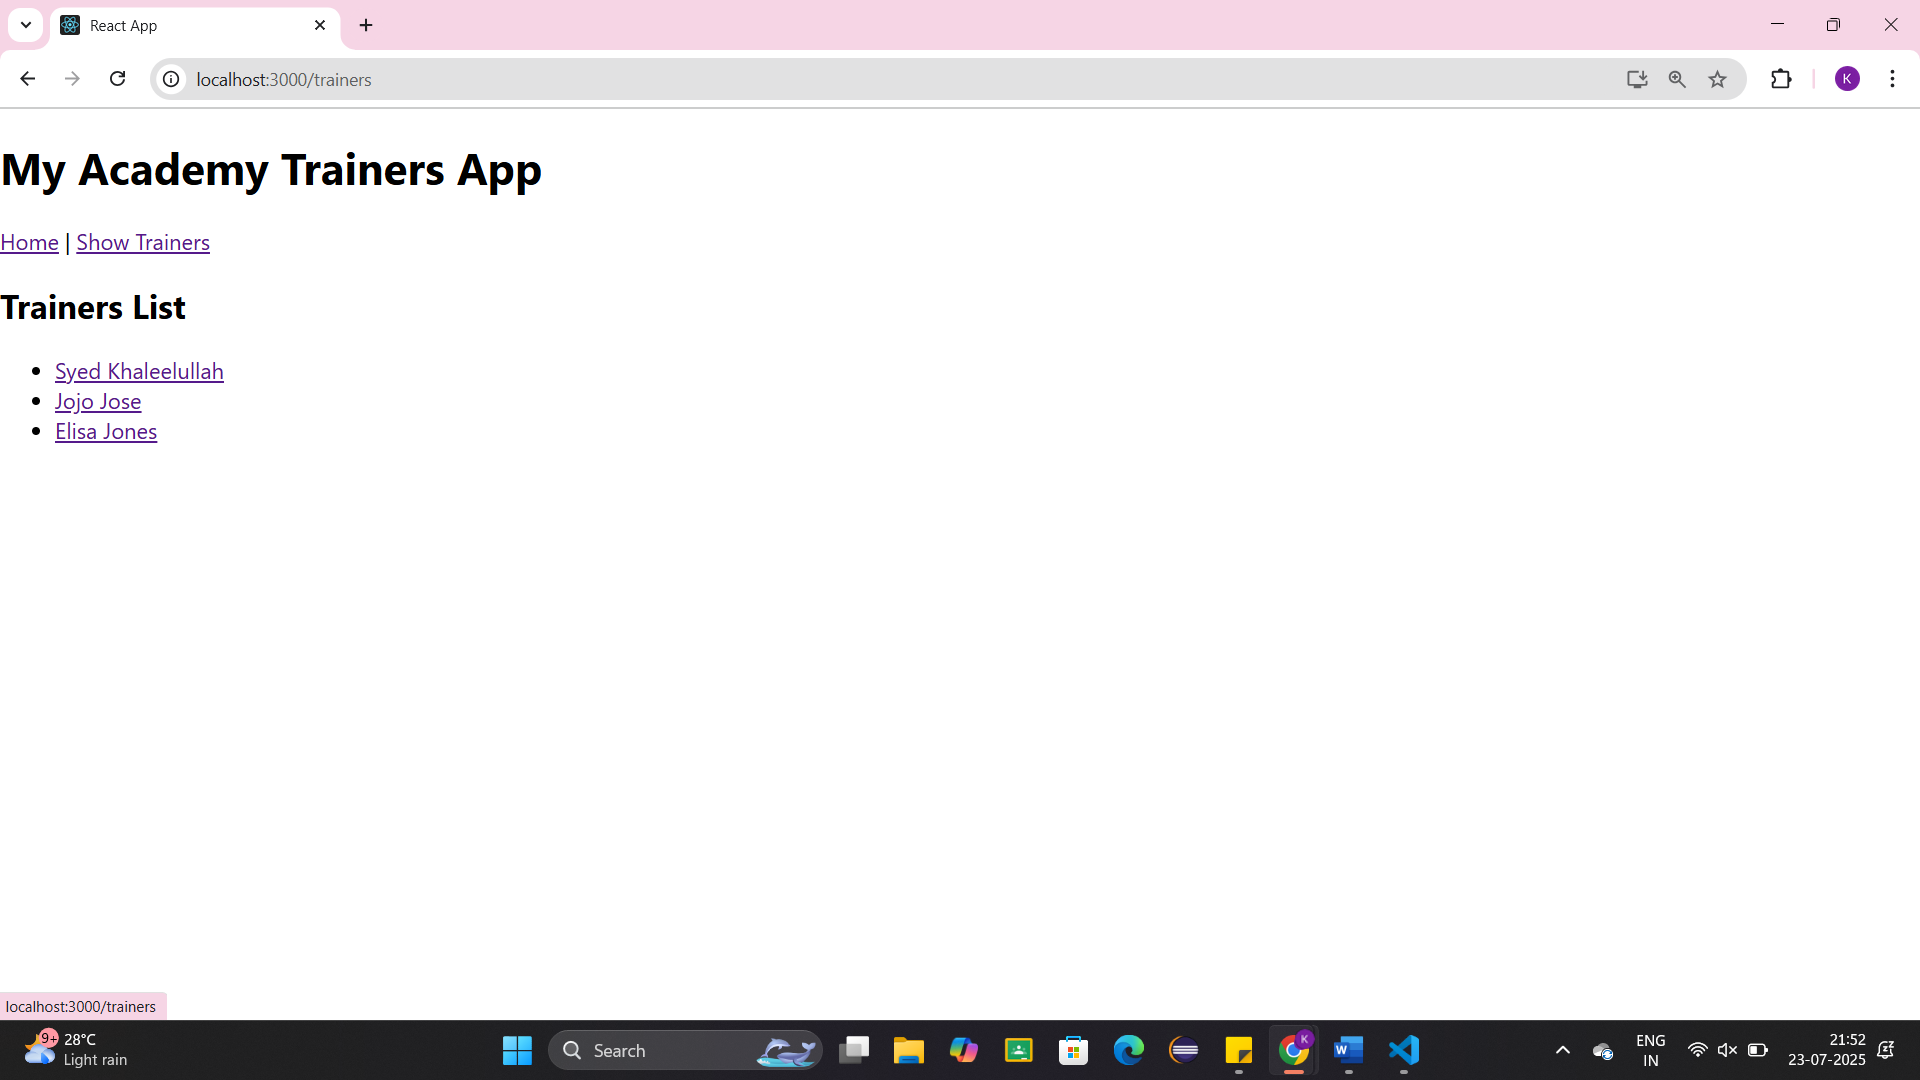 React App
localhost:3000/trainers
K
My Academy Trainers App
Home | Show Trainers
Trainers List
Syed Khaleelullah
Jojo Jose
Elisa Jones
localhost:3000/trainers
9+
28°C
Light rain
Search
K
W
ENG
IN
21:52
23-07-2025